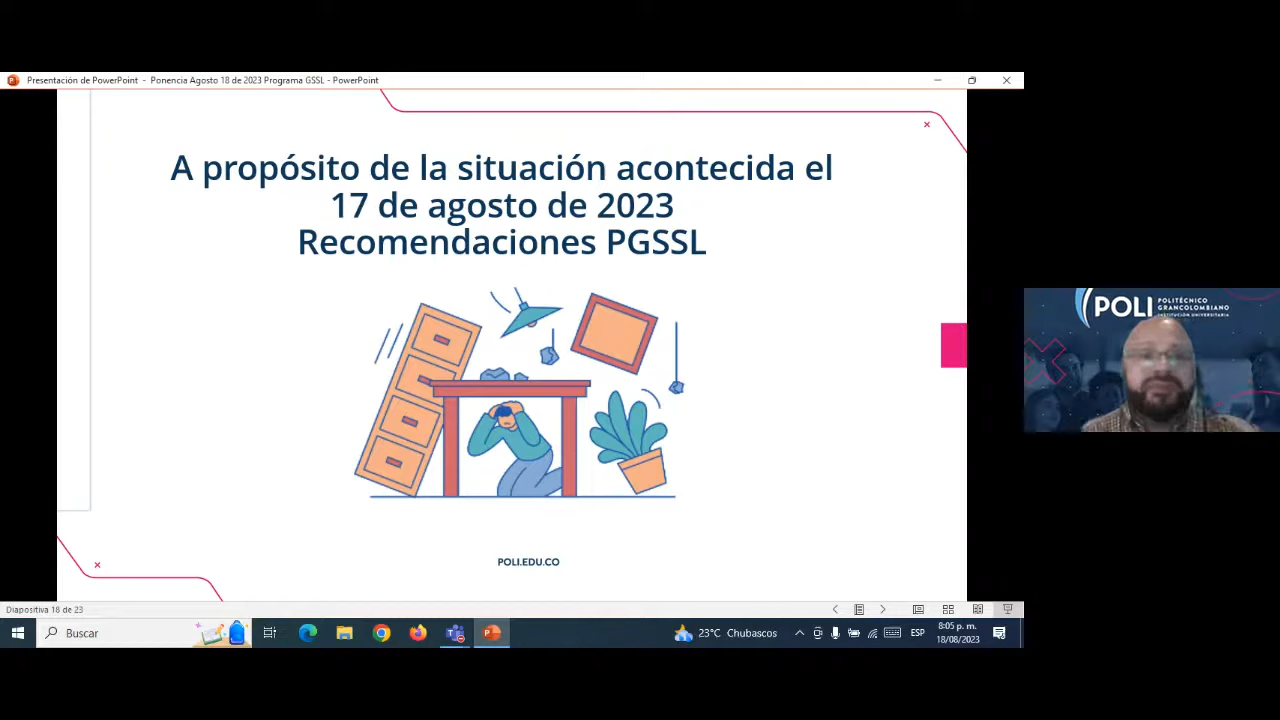 Presentación de PowerPoint - Ponencia Agosto 18 de 2023 Programa GSSL - PowerPoint
A propósito de la situación acontecida el
17 de agosto de 2023
Recomendaciones PGSSL
POLI.EDU.CO
POLI
POLITÉCNICO
GRANCOLOMBIANO
INSTITUCIÓN UNIVERSITARIA
Diapositiva 18 de 23
Buscar
23°C Chubascos
ESP
8:05 p. m.
18/08/2023